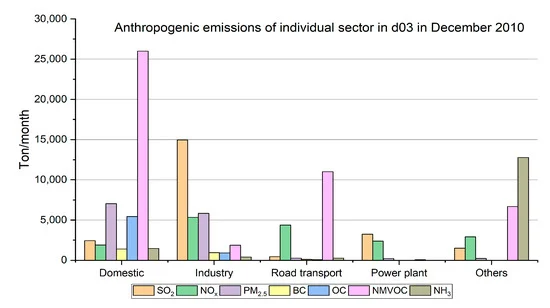 Anthropogenic emissions of individual sector in d03 in December 2010
30,000
25,000
20,000
15,000
10,000
5,000
0
Ton/month
Domestic Industry Road transport Power plant Others
SO₂ NOₓ PM₂.₅ BC OC NMVOC NH₃